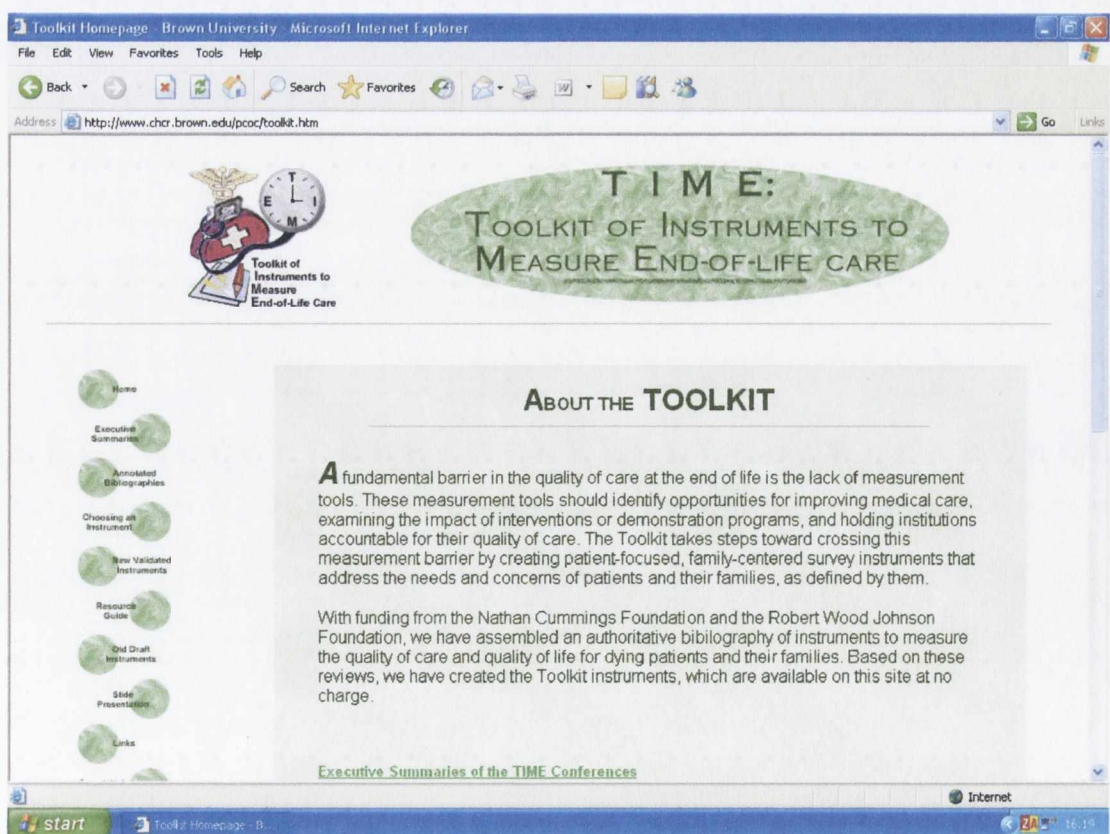 Toolkit Homepage - Brown University - Microsoft Internet Explorer
File Edit View Favorites Tools Help
Back Search Favorites
Address http://www.chcr.brown.edu/pcoc/toolkit.htm Go Links
T
E I
M
Toolkit of
Instruments to
Measure
End-of-Life Care
T I M E:
TOOLKIT OF INSTRUMENTS TO
MEASURE END-OF-LIFE CARE
Home
Executive
Summaries
Annotated
Bibliographies
Choosing an
Instrument
New Validated
Instruments
Resource
Guide
Old Draft
Instruments
Slide
Presentation
Links
ABOUT THE TOOLKIT
A fundamental barrier in the quality of care at the end of life is the lack of measurement
tools. These measurement tools should identify opportunities for improving medical care,
examining the impact of interventions or demonstration programs, and holding institutions
accountable for their quality of care. The Toolkit takes steps toward crossing this
measurement barrier by creating patient-focused, family-centered survey instruments that
address the needs and concerns of patients and their families, as defined by them.
With funding from the Nathan Cummings Foundation and the Robert Wood Johnson
Foundation, we have assembled an authoritative bibilography of instruments to measure
the quality of care and quality of life for dying patients and their families. Based on these
reviews, we have created the Toolkit instruments, which are available on this site at no
charge.
Executive Summaries of the TIME Conferences
Internet
start Toolkit Homepage - B... ZA 16:19